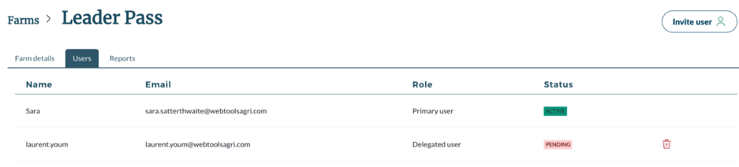 Farms > Leader Pass
Invite user
Farm details Users Reports
Name Email Role Status
Sara sara.satterthwaite@webtoolsagri.com Primary user ACTIVE
laurent.youm laurent.youm@webtoolsagri.com Delegated user PENDING